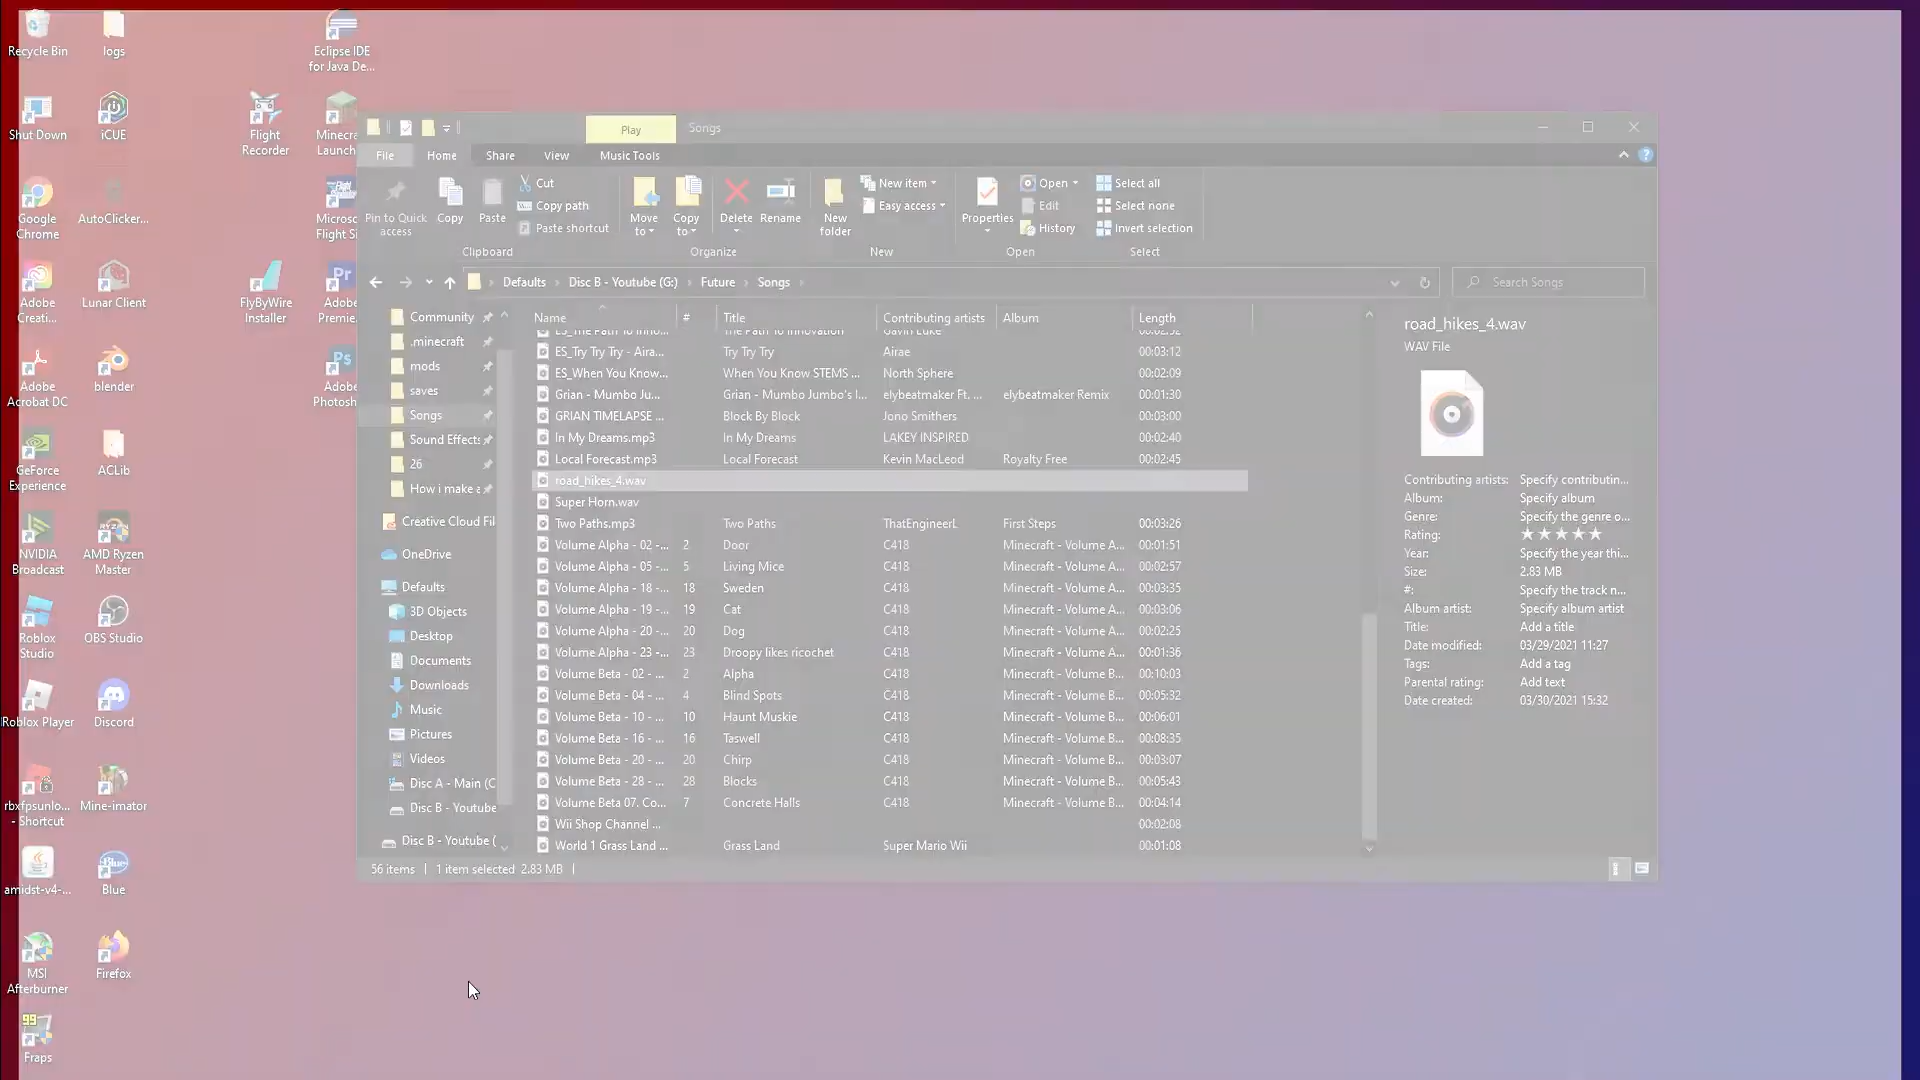 Recycle Bin
logs
Eclipse IDE
for Java De...
Shut Down
iCUE
Flight
Recorder
Google
Chrome
AutoClicker...
Adobe
Creati...
Lunar Client
FlyByWire
Installer
Adobe
Acrobat DC
blender
GeForce
Experience
ACLib
NVIDIA
Broadcast
AMD Ryzen
Master
Roblox
Studio
OBS Studio
Roblox Player
Discord
rbxfpsunlo...
- Shortcut
Mine-imator
amidst-v4-...
Blue
MSI
Afterburner
Firefox
99
Fraps
Play
Songs
File
Home
Share
View
Music Tools
Pin to Quick
access
Copy
Paste
Cut
Copy path
Paste shortcut
Clipboard
Move
to
Copy
to
Delete
Rename
Organize
New
folder
New item
Easy access
New
Properties
Open
Edit
History
Open
Select all
Select none
Invert selection
Select
Defaults
Disc B - Youtube (G:)
Future
Songs
Search Songs
Community
.minecraft
mods
saves
Songs
Sound Effects
26
How i make a
Creative Cloud Fil
OneDrive
Defaults
3D Objects
Desktop
Documents
Downloads
Music
Pictures
Videos
Disc A - Main (C
Disc B - Youtube
Disc B - Youtube (
Name # Title Contributing artists Album Length
ES_Try Try Try - Aira... Try Try Try Airae 00:03:12
ES_When You Know... When You Know STEMS ... North Sphere 00:02:09
Grian - Mumbo Ju... Grian - Mumbo Jumbo's I... elybeatmaker Ft. ... elybeatmaker Remix 00:01:30
GRIAN TIMELAPSE ... Block By Block Jono Smithers 00:03:00
In My Dreams.mp3 In My Dreams LAKEY INSPIRED 00:02:40
Local Forecast.mp3 Local Forecast Kevin MacLeod Royalty Free 00:02:45
road_hikes_4.wav
Super Horn.wav
Two Paths.mp3 Two Paths ThatEngineerL First Steps 00:03:26
Volume Alpha - 02 -... 2 Door C418 Minecraft - Volume A... 00:01:51
Volume Alpha - 05 -... 5 Living Mice C418 Minecraft - Volume A... 00:02:57
Volume Alpha - 18 -... 18 Sweden C418 Minecraft - Volume A... 00:03:35
Volume Alpha - 19 -... 19 Cat C418 Minecraft - Volume A... 00:03:06
Volume Alpha - 20 -... 20 Dog C418 Minecraft - Volume A... 00:02:25
Volume Alpha - 23 -... 23 Droopy likes ricochet C418 Minecraft - Volume A... 00:01:36
Volume Beta - 02 - ... 2 Alpha C418 Minecraft - Volume B... 00:10:03
Volume Beta - 04 - ... 4 Blind Spots C418 Minecraft - Volume B... 00:05:32
Volume Beta - 10 - ... 10 Haunt Muskie C418 Minecraft - Volume B... 00:06:01
Volume Beta - 16 - ... 16 Taswell C418 Minecraft - Volume B... 00:08:35
Volume Beta - 20 - ... 20 Chirp C418 Minecraft - Volume B... 00:03:07
Volume Beta - 28 - ... 28 Blocks C418 Minecraft - Volume B... 00:05:43
Volume Beta 07. Co... 7 Concrete Halls C418 Minecraft - Volume B... 00:04:14
Wii Shop Channel ... 00:02:08
World 1 Grass Land ... Grass Land Super Mario Wii 00:01:08
road_hikes_4.wav
WAV File
Contributing artists: Specify contributin...
Album: Specify album
Genre: Specify the genre o...
Rating:
Year: Specify the year thi...
Size: 2.83 MB
#: Specify the track n...
Album artist: Specify album artist
Title: Add a title
Date modified: 03/29/2021 11:27
Tags: Add a tag
Parental rating: Add text
Date created: 03/30/2021 15:32
56 items 1 item selected 2.83 MB